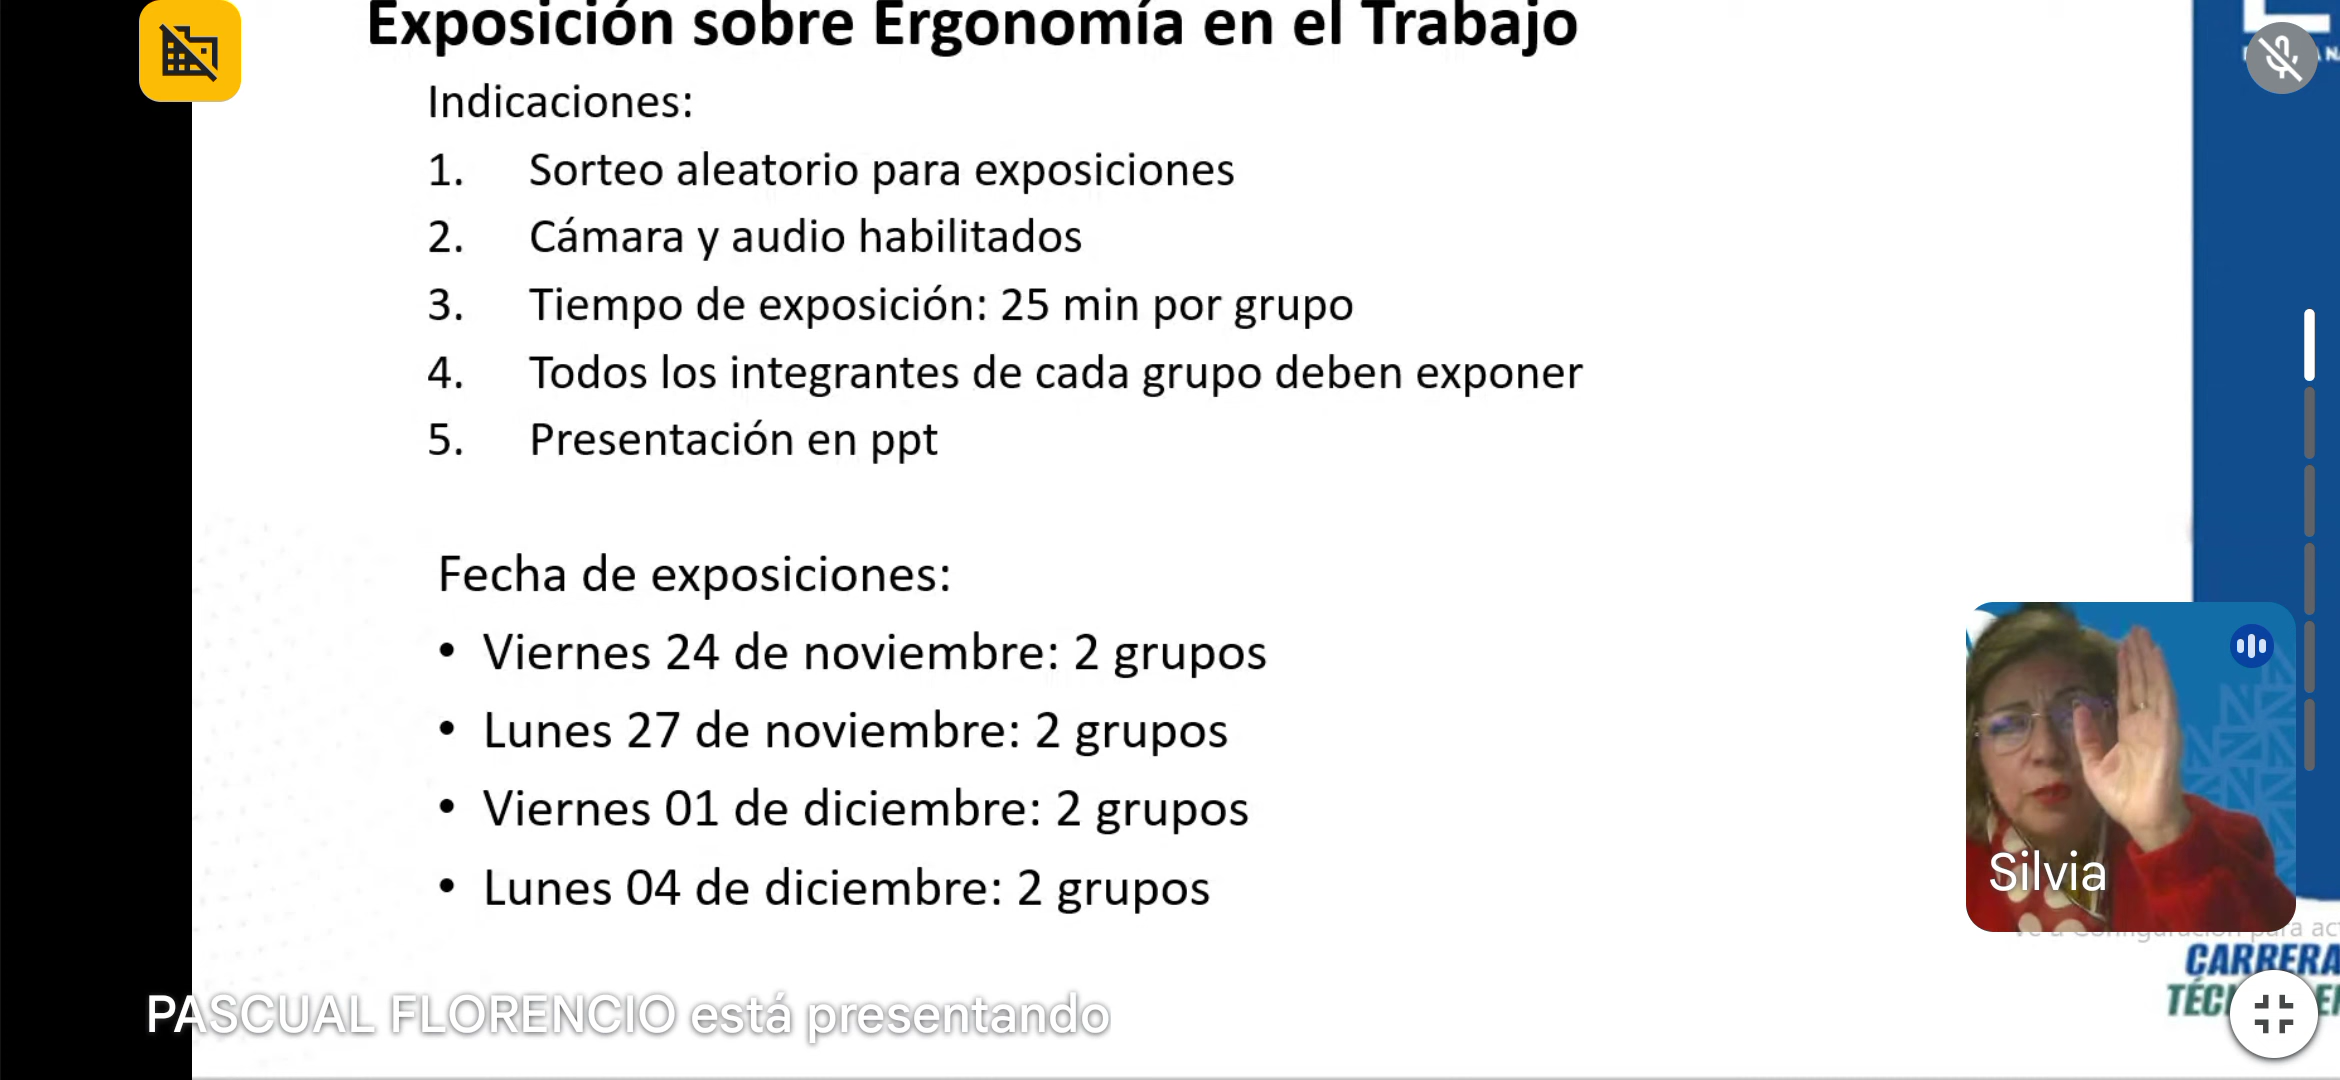 Exposición sobre Ergonomía en el Trabajo
Indicaciones:
1. Sorteo aleatorio para exposiciones
2. Cámara y audio habilitados
3. Tiempo de exposición: 25 min por grupo
4. Todos los integrantes de cada grupo deben exponer
5. Presentación en ppt
Fecha de exposiciones:
• Viernes 24 de noviembre: 2 grupos
• Lunes 27 de noviembre: 2 grupos
• Viernes 01 de diciembre: 2 grupos
• Lunes 04 de diciembre: 2 grupos
Silvia
para
CARRERA
PASCUAL FLORENCIO está presentando